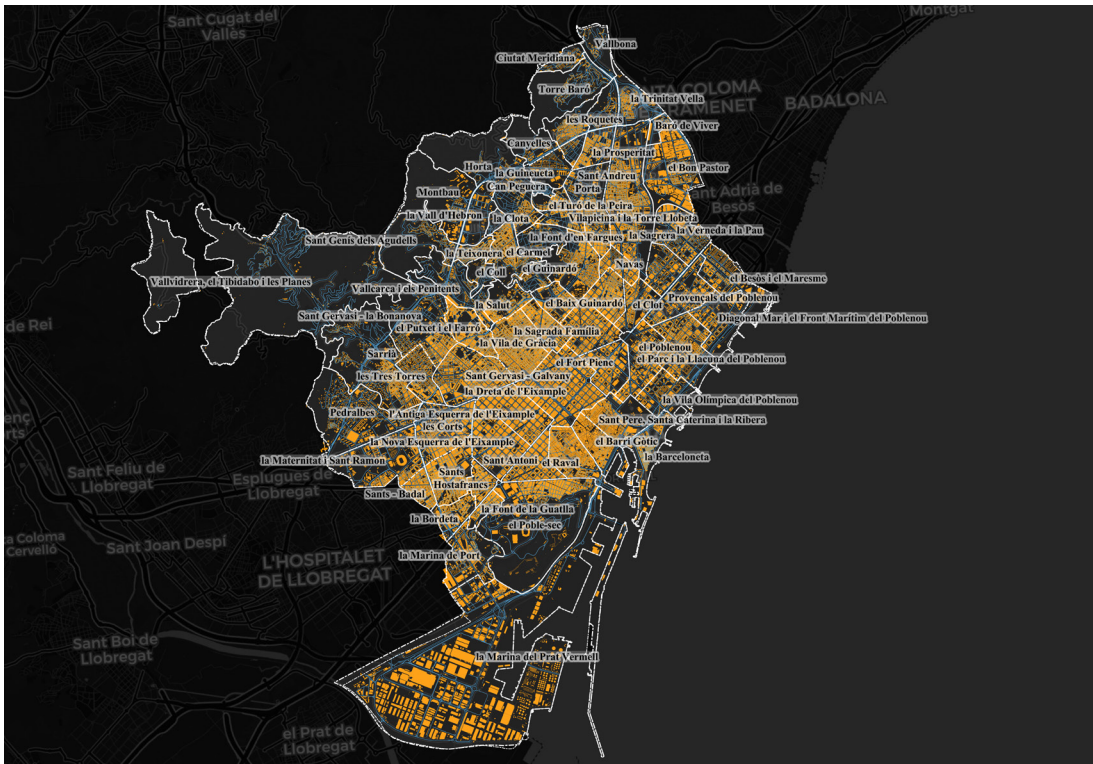 Sant Cugat del
Vallès
Montgat
Vallbona
Ciutat Meridiana
Torre Baró
COLOMA
la Trinitat Vella
BADALONA
les Roquetes
Baró de Viver
Canyelles
la Prosperitat
Horta
la Guineueta
el Bon Pastor
Sant Andreu
Can Peguera
Porta
Montbau
Sant Adrià de
Besòs
el Turó de la Peira
la Vall d'Hebron
la Clota
Vilapicina i la Torre Llobeta
la Verneda i la Pau
Sant Genís dels Agudells
la Font d'en Fargues
la Sagrera
la Teixonera
el Carmel
el Coll
el Guinardó
Navas
Vallvidrera, el Tibidabo i les Planes
Vallcarca i els Penitents
el Besòs i el Maresme
la Salut
el Baix Guinardó
el Clot
Provençals del Poblenou
Sant Gervasi - la Bonanova
Diagonal Mar i el Front Marítim del Poblenou
de Rei
el Putxet i el Farró
la Sagrada Família
la Vila de Gràcia
Sarrià
el Poblenou
el Fort Pienc
el Parc i la Llacuna del Poblenou
les Tres Torres
Sant Gervasi - Galvany
la Dreta de l'Eixample
la Vila Olímpica del Poblenou
Pedralbes
l'Antiga Esquerra de l'Eixample
Sant Pere, Santa Caterina i la Ribera
les Corts
la Nova Esquerra de l'Eixample
el Barri Gòtic
la Maternitat i Sant Ramon
Sant Antoni
el Raval
la Barceloneta
Sant Feliu de
Llobregat
Esplugues de
Llobregat
Sants
Hostafrancs
Sants - Badal
la Font de la Guatlla
la Bordeta
el Poble-sec
Coloma
Cervelló
Sant Joan Despí
L'HOSPITALET
DE LLOBREGAT
la Marina de Port
Sant Boi de
Llobregat
la Marina del Prat Vermell
el Prat de
Llobregat